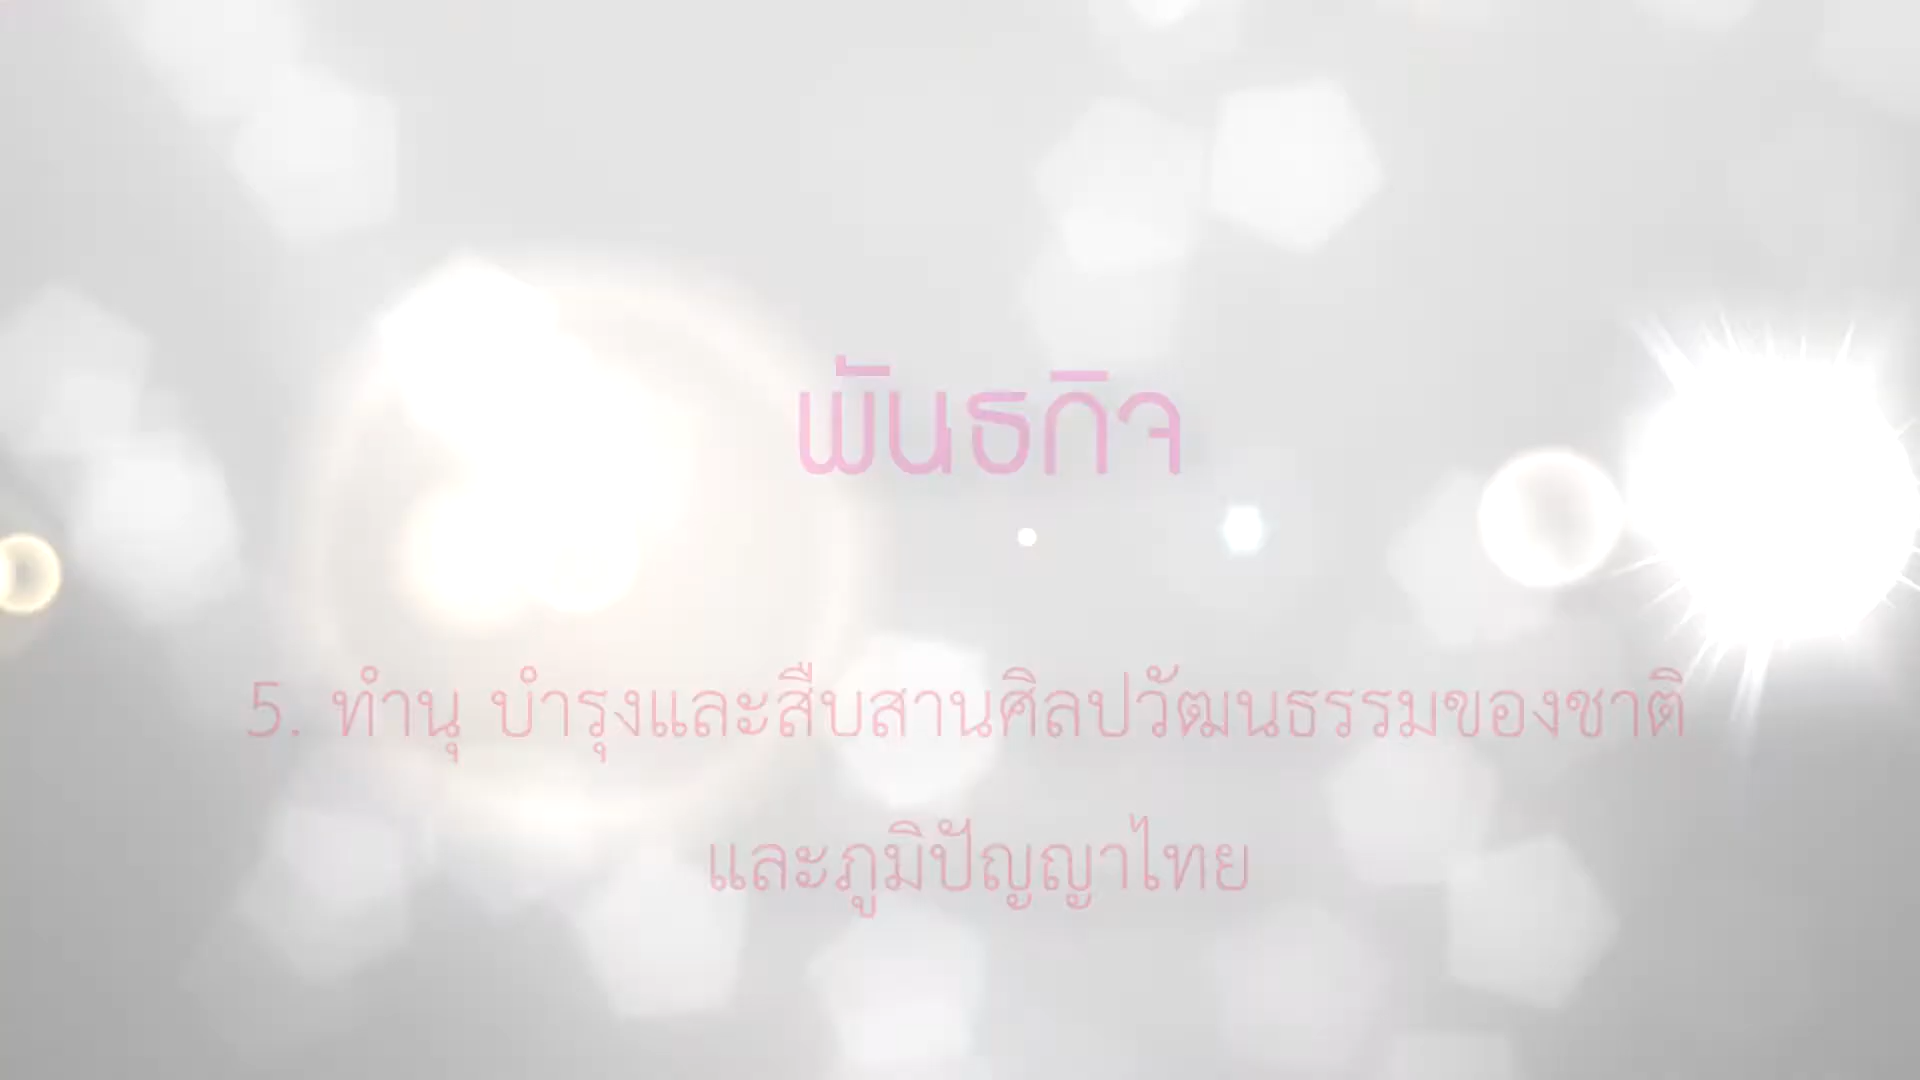 พันธกิจ
5. ทำนุ บำรุงและสืบสานศิลปวัฒนธรรมของชาติ
และภูมิปัญญาไทย